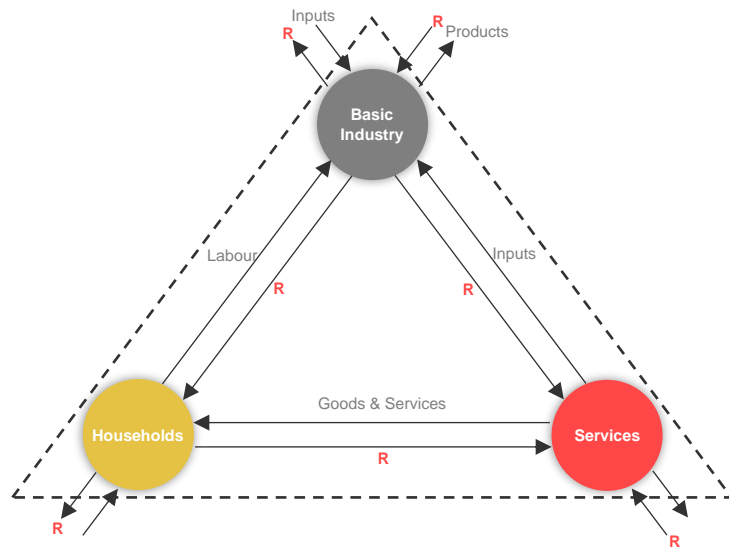 Inputs
R
R
Products
Basic
Industry
Labour
Inputs
R
R
Goods & Services
Households
Services
R
R
R